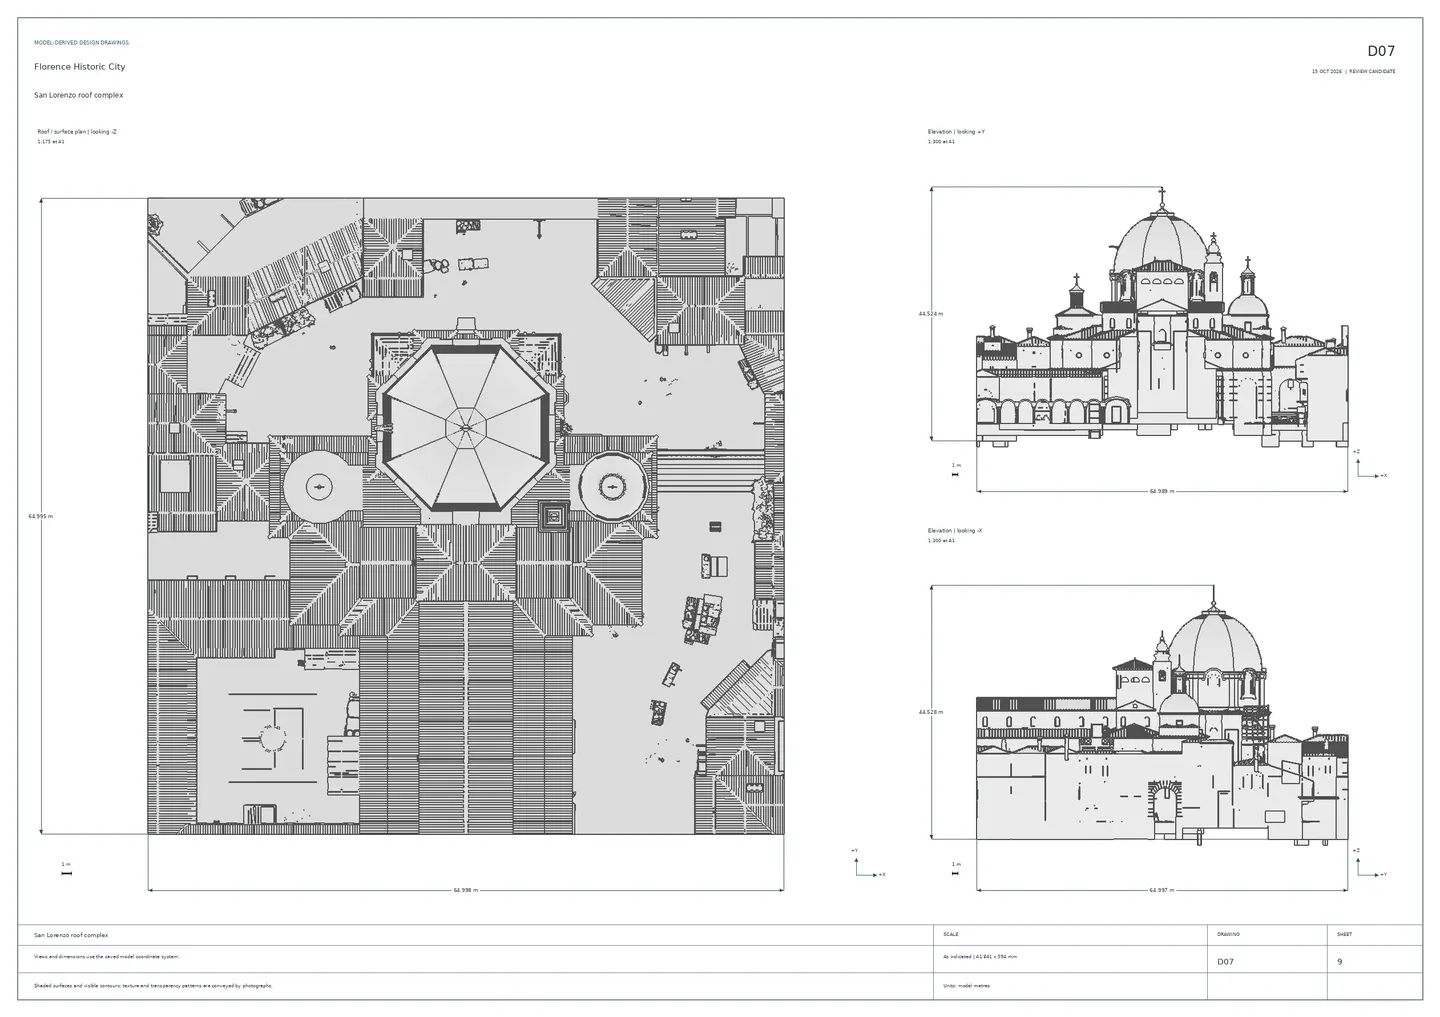 MODEL-DERIVED DESIGN DRAWINGS
Florence Historic City
San Lorenzo roof complex
D07
15 OCT 2026 | REVIEW CANDIDATE
Roof / surface plan | looking -Z
1:175 at A1
64.995 m
1 m
64.998 m
+Y
+X
Elevation | looking +Y
1:300 at A1
44.524 m
1 m
64.989 m
+Z
+X
Elevation | looking -X
1:300 at A1
44.528 m
1 m
64.997 m
+Z
+Y
San Lorenzo roof complex
Views and dimensions use the saved model coordinate system.
Shaded surfaces and visible contours; texture and transparency patterns are conveyed by photographs.
SCALE
As indicated | A1 841 x 594 mm
Units: model metres
DRAWING
D07
SHEET
9